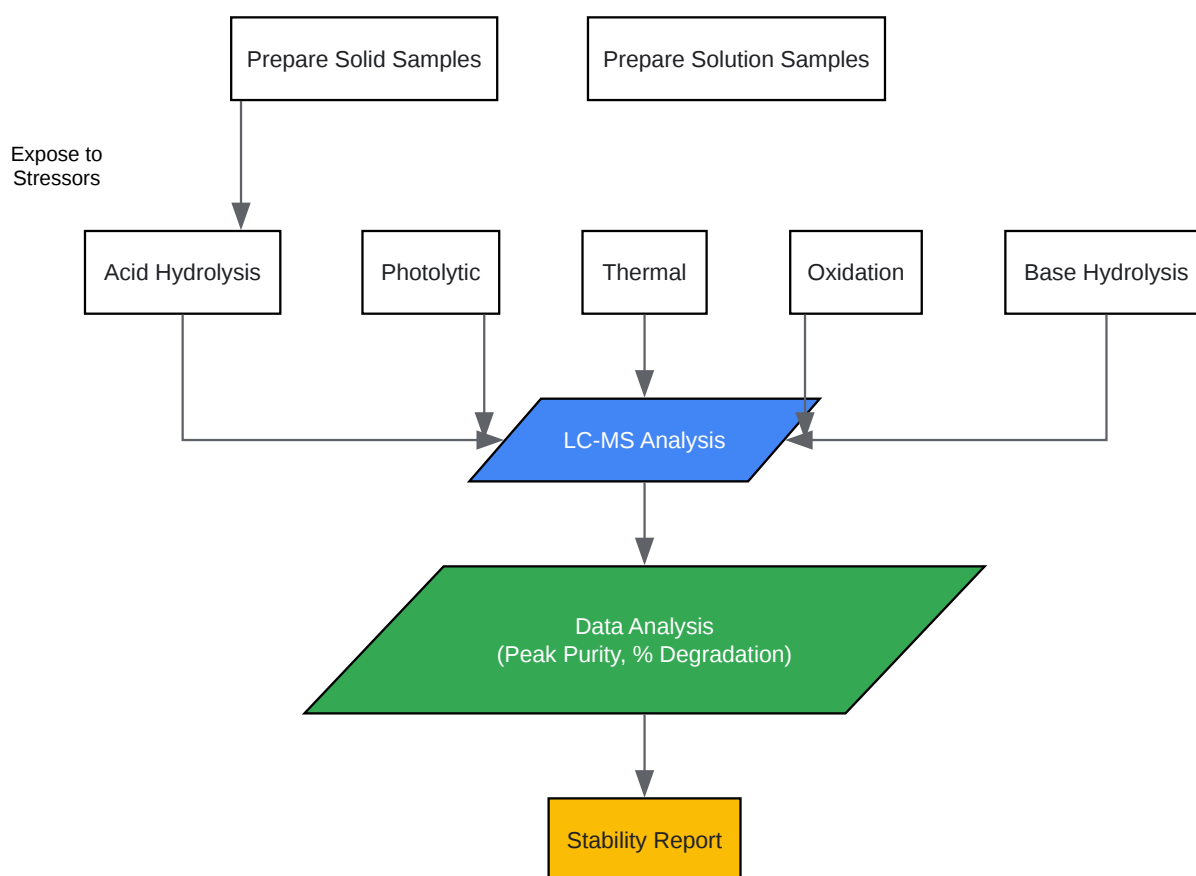 Prepare Solid Samples
Prepare Solution Samples
Expose to
Stressors
Acid Hydrolysis
Photolytic
Thermal
Oxidation
Base Hydrolysis
LC-MS Analysis
Data Analysis
(Peak Purity, % Degradation)
Stability Report